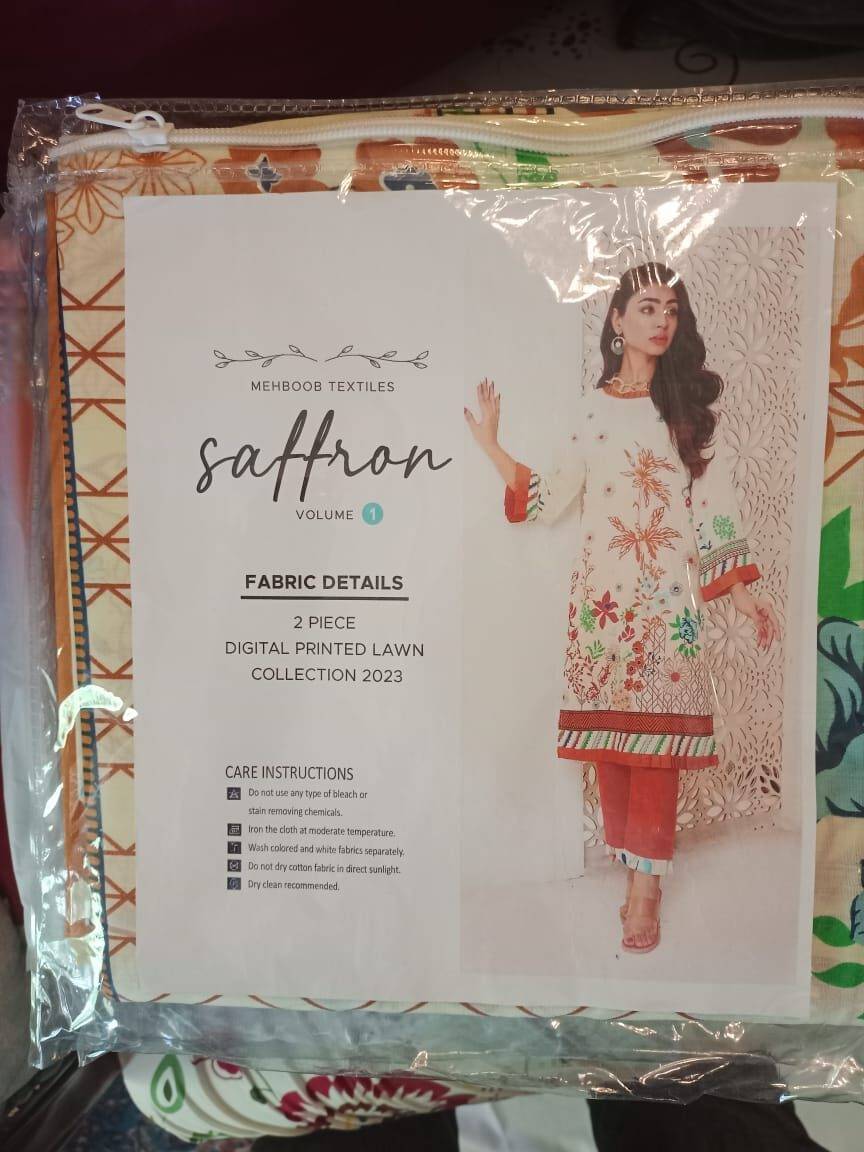 MEHBOOB TEXTILES
saffron
VOLUME 1
FABRIC DETAILS
2 PIECE
DIGITAL PRINTED LAWN
COLLECTION 2023
CARE INSTRUCTIONS
Do not use any type of bleach or
stain removing chemicals.
Iron the cloth at moderate temperature.
Wash colored and white fabrics separately.
Do not dry cotton fabric in direct sunlight.
Dry clean recommended.